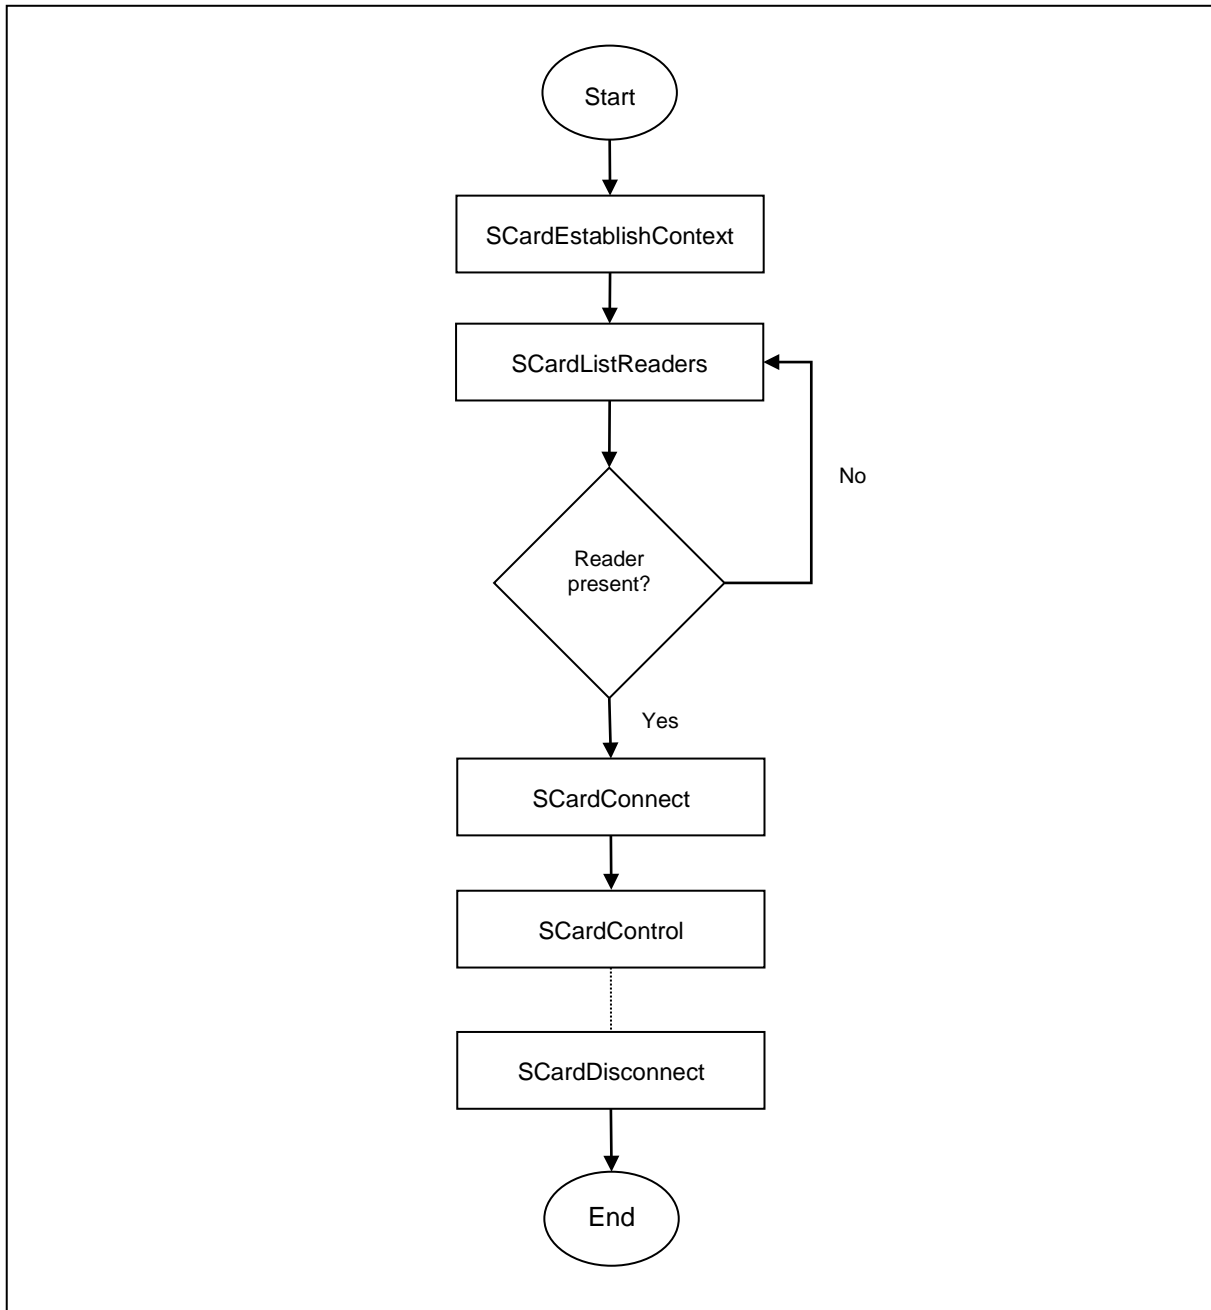 Start
SCardEstablishContext
SCardListReaders
No
Reader
present?
Yes
SCardConnect
SCardControl
SCardDisconnect
End